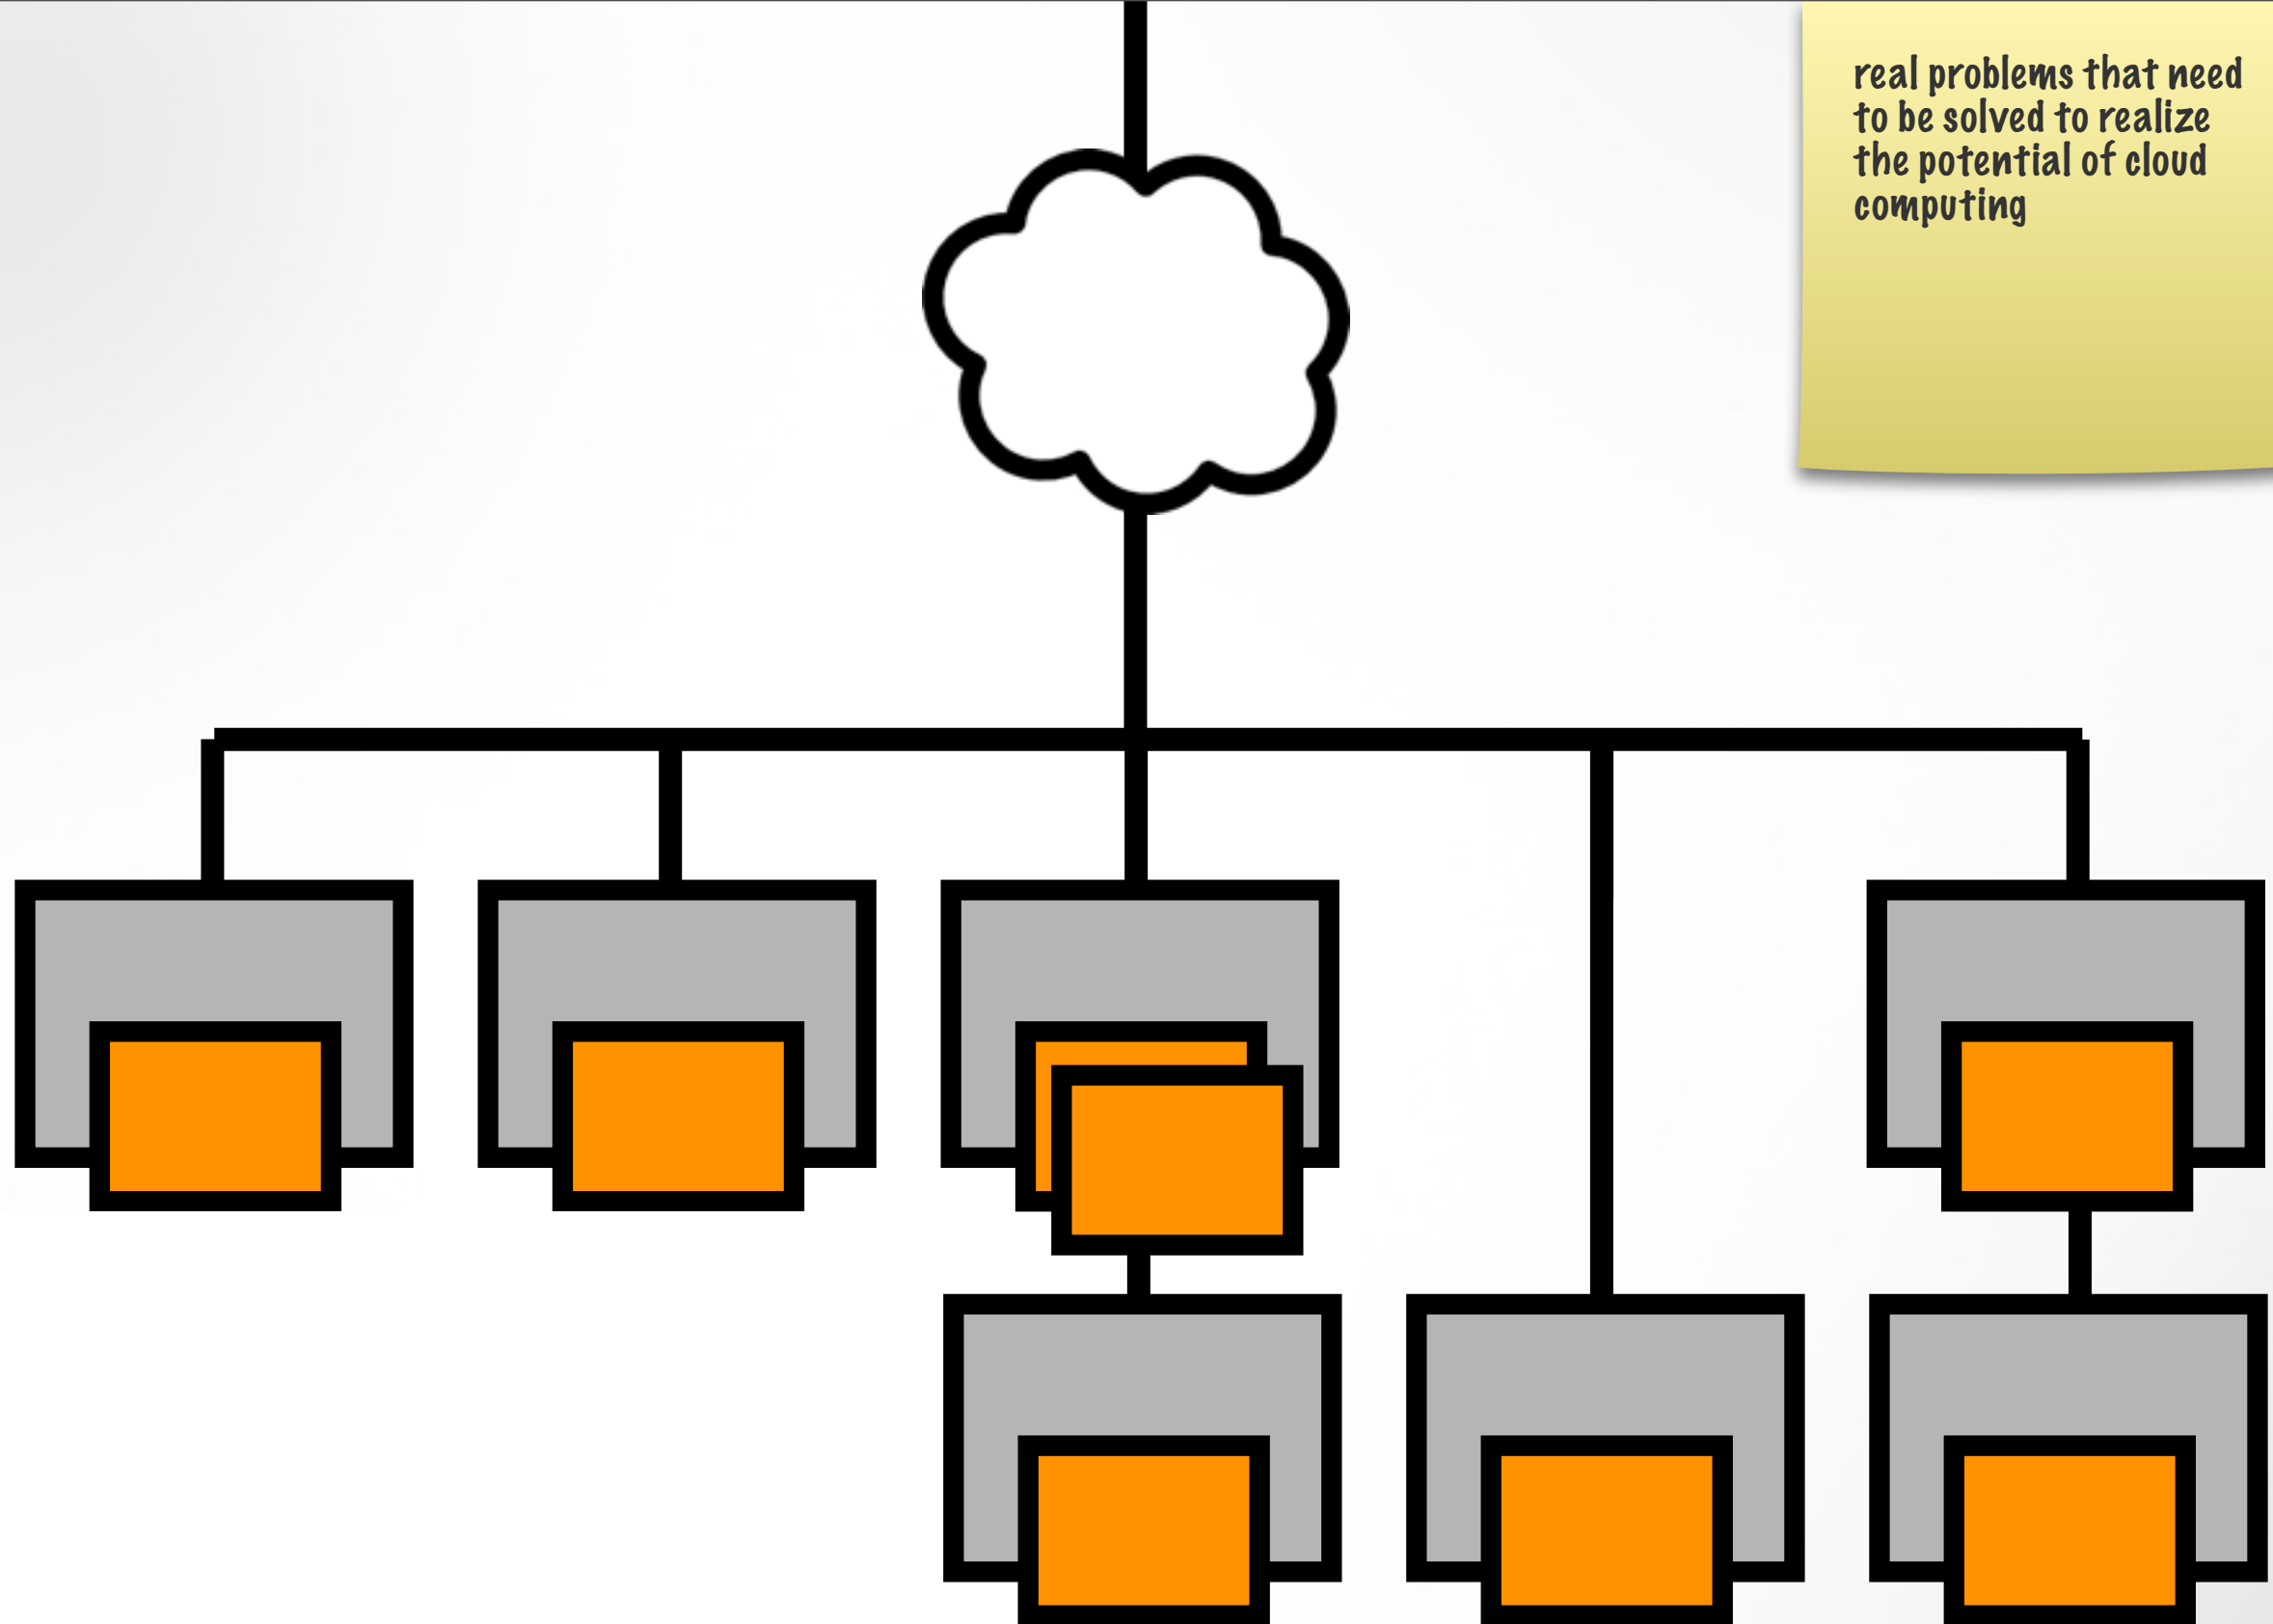 real problems that need
to be solved to realize
the potential of cloud
computing